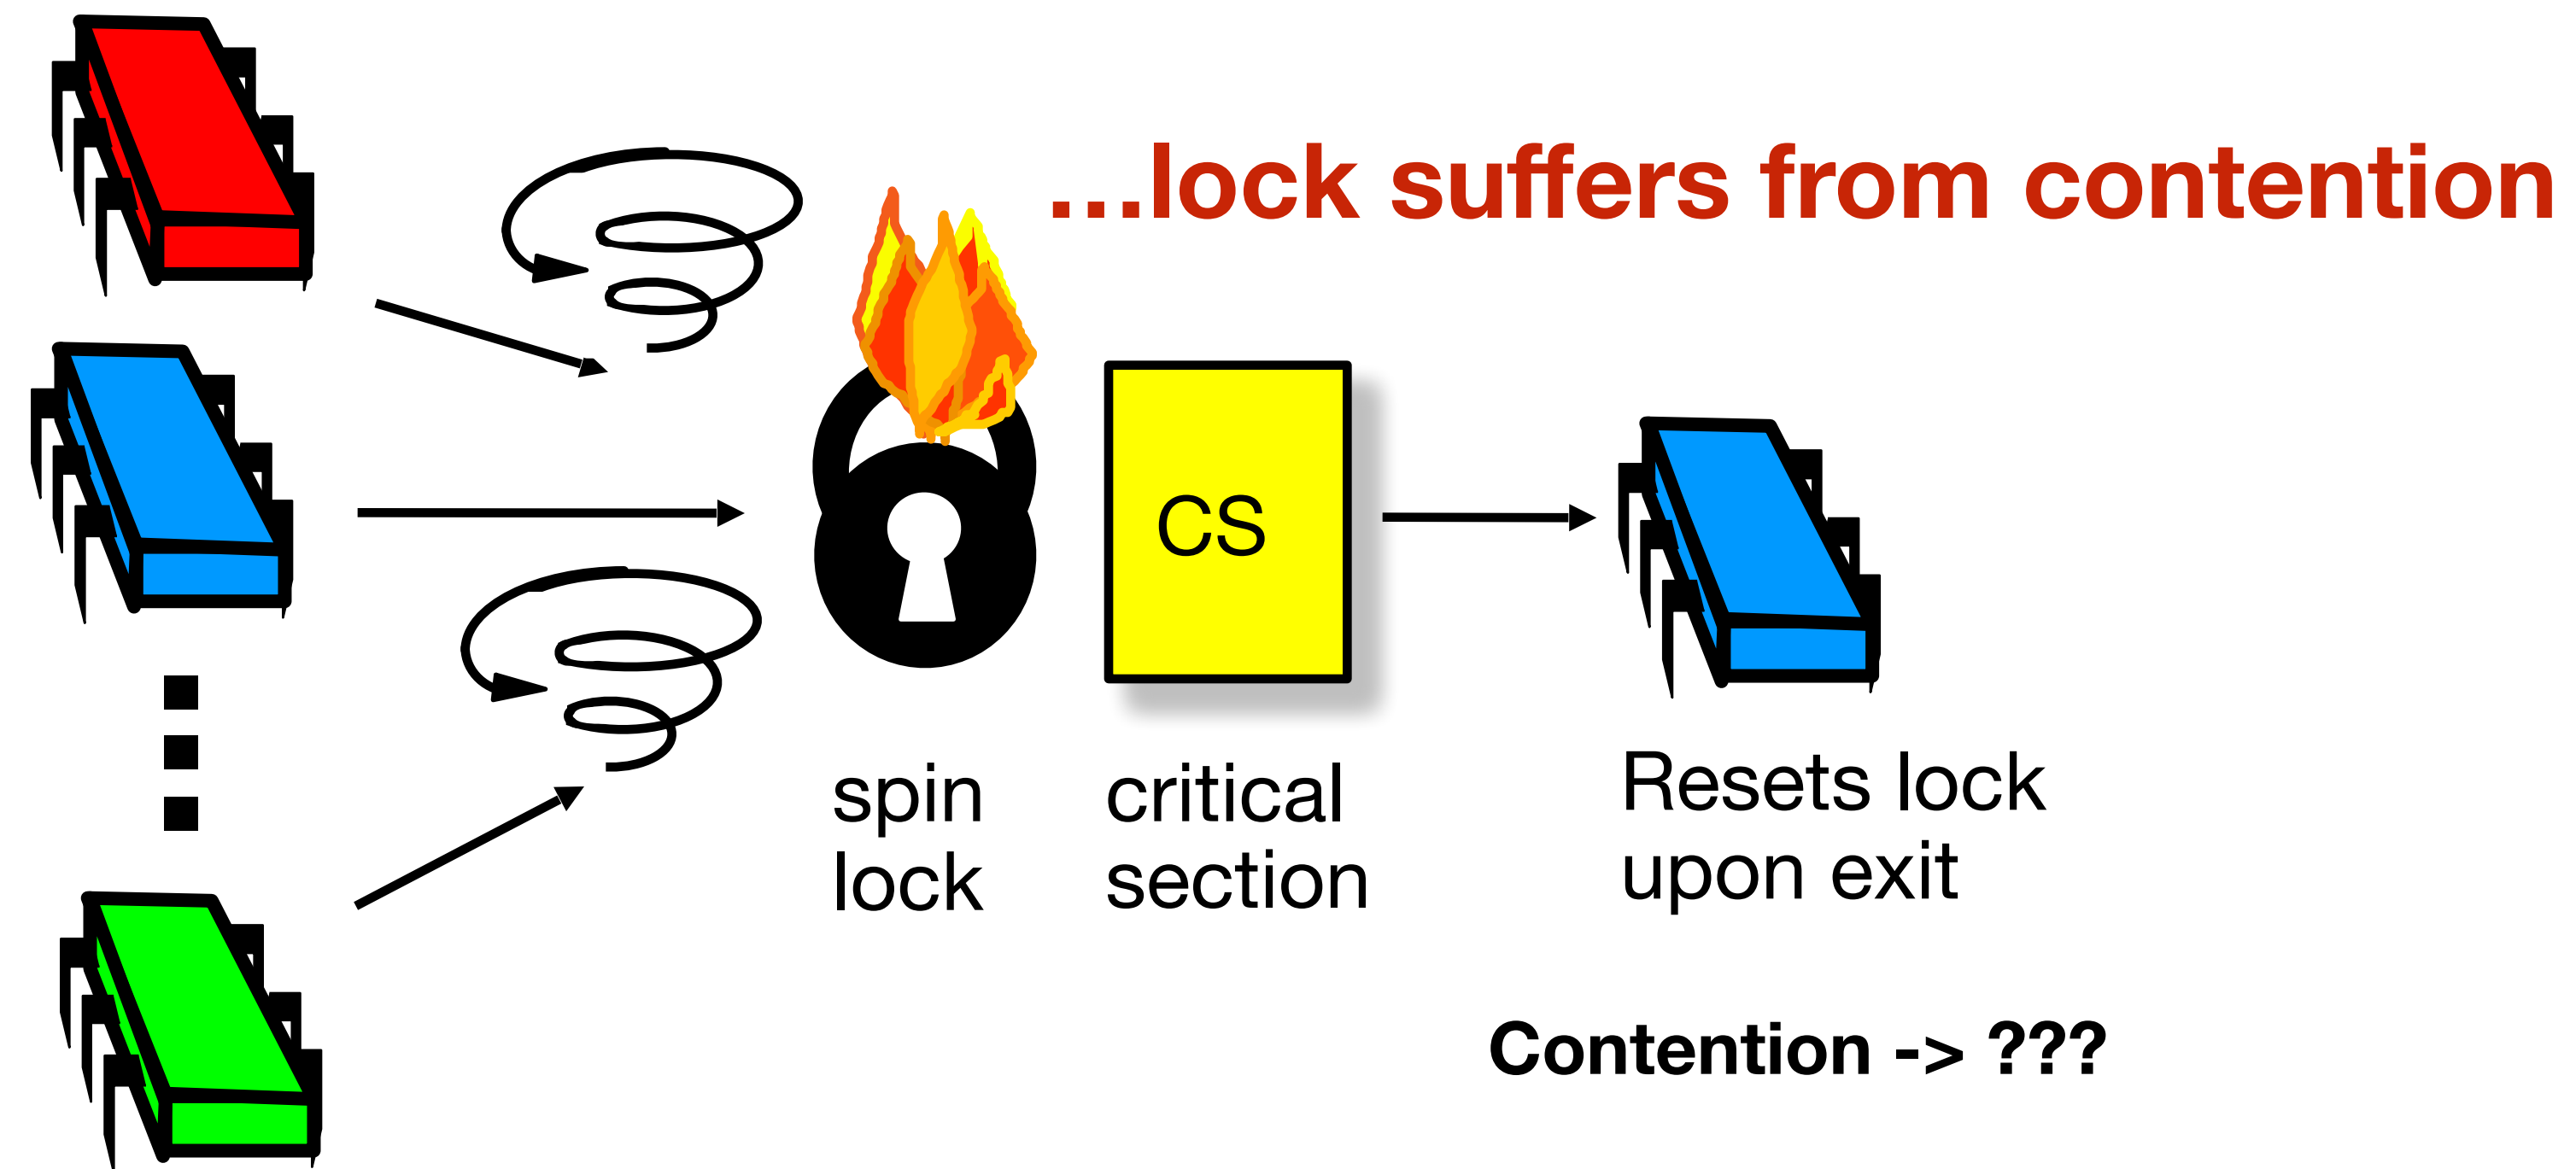 …lock suffers from contention
CS
spin
lock
critical
section
Resets lock
upon exit
Contention -> ???